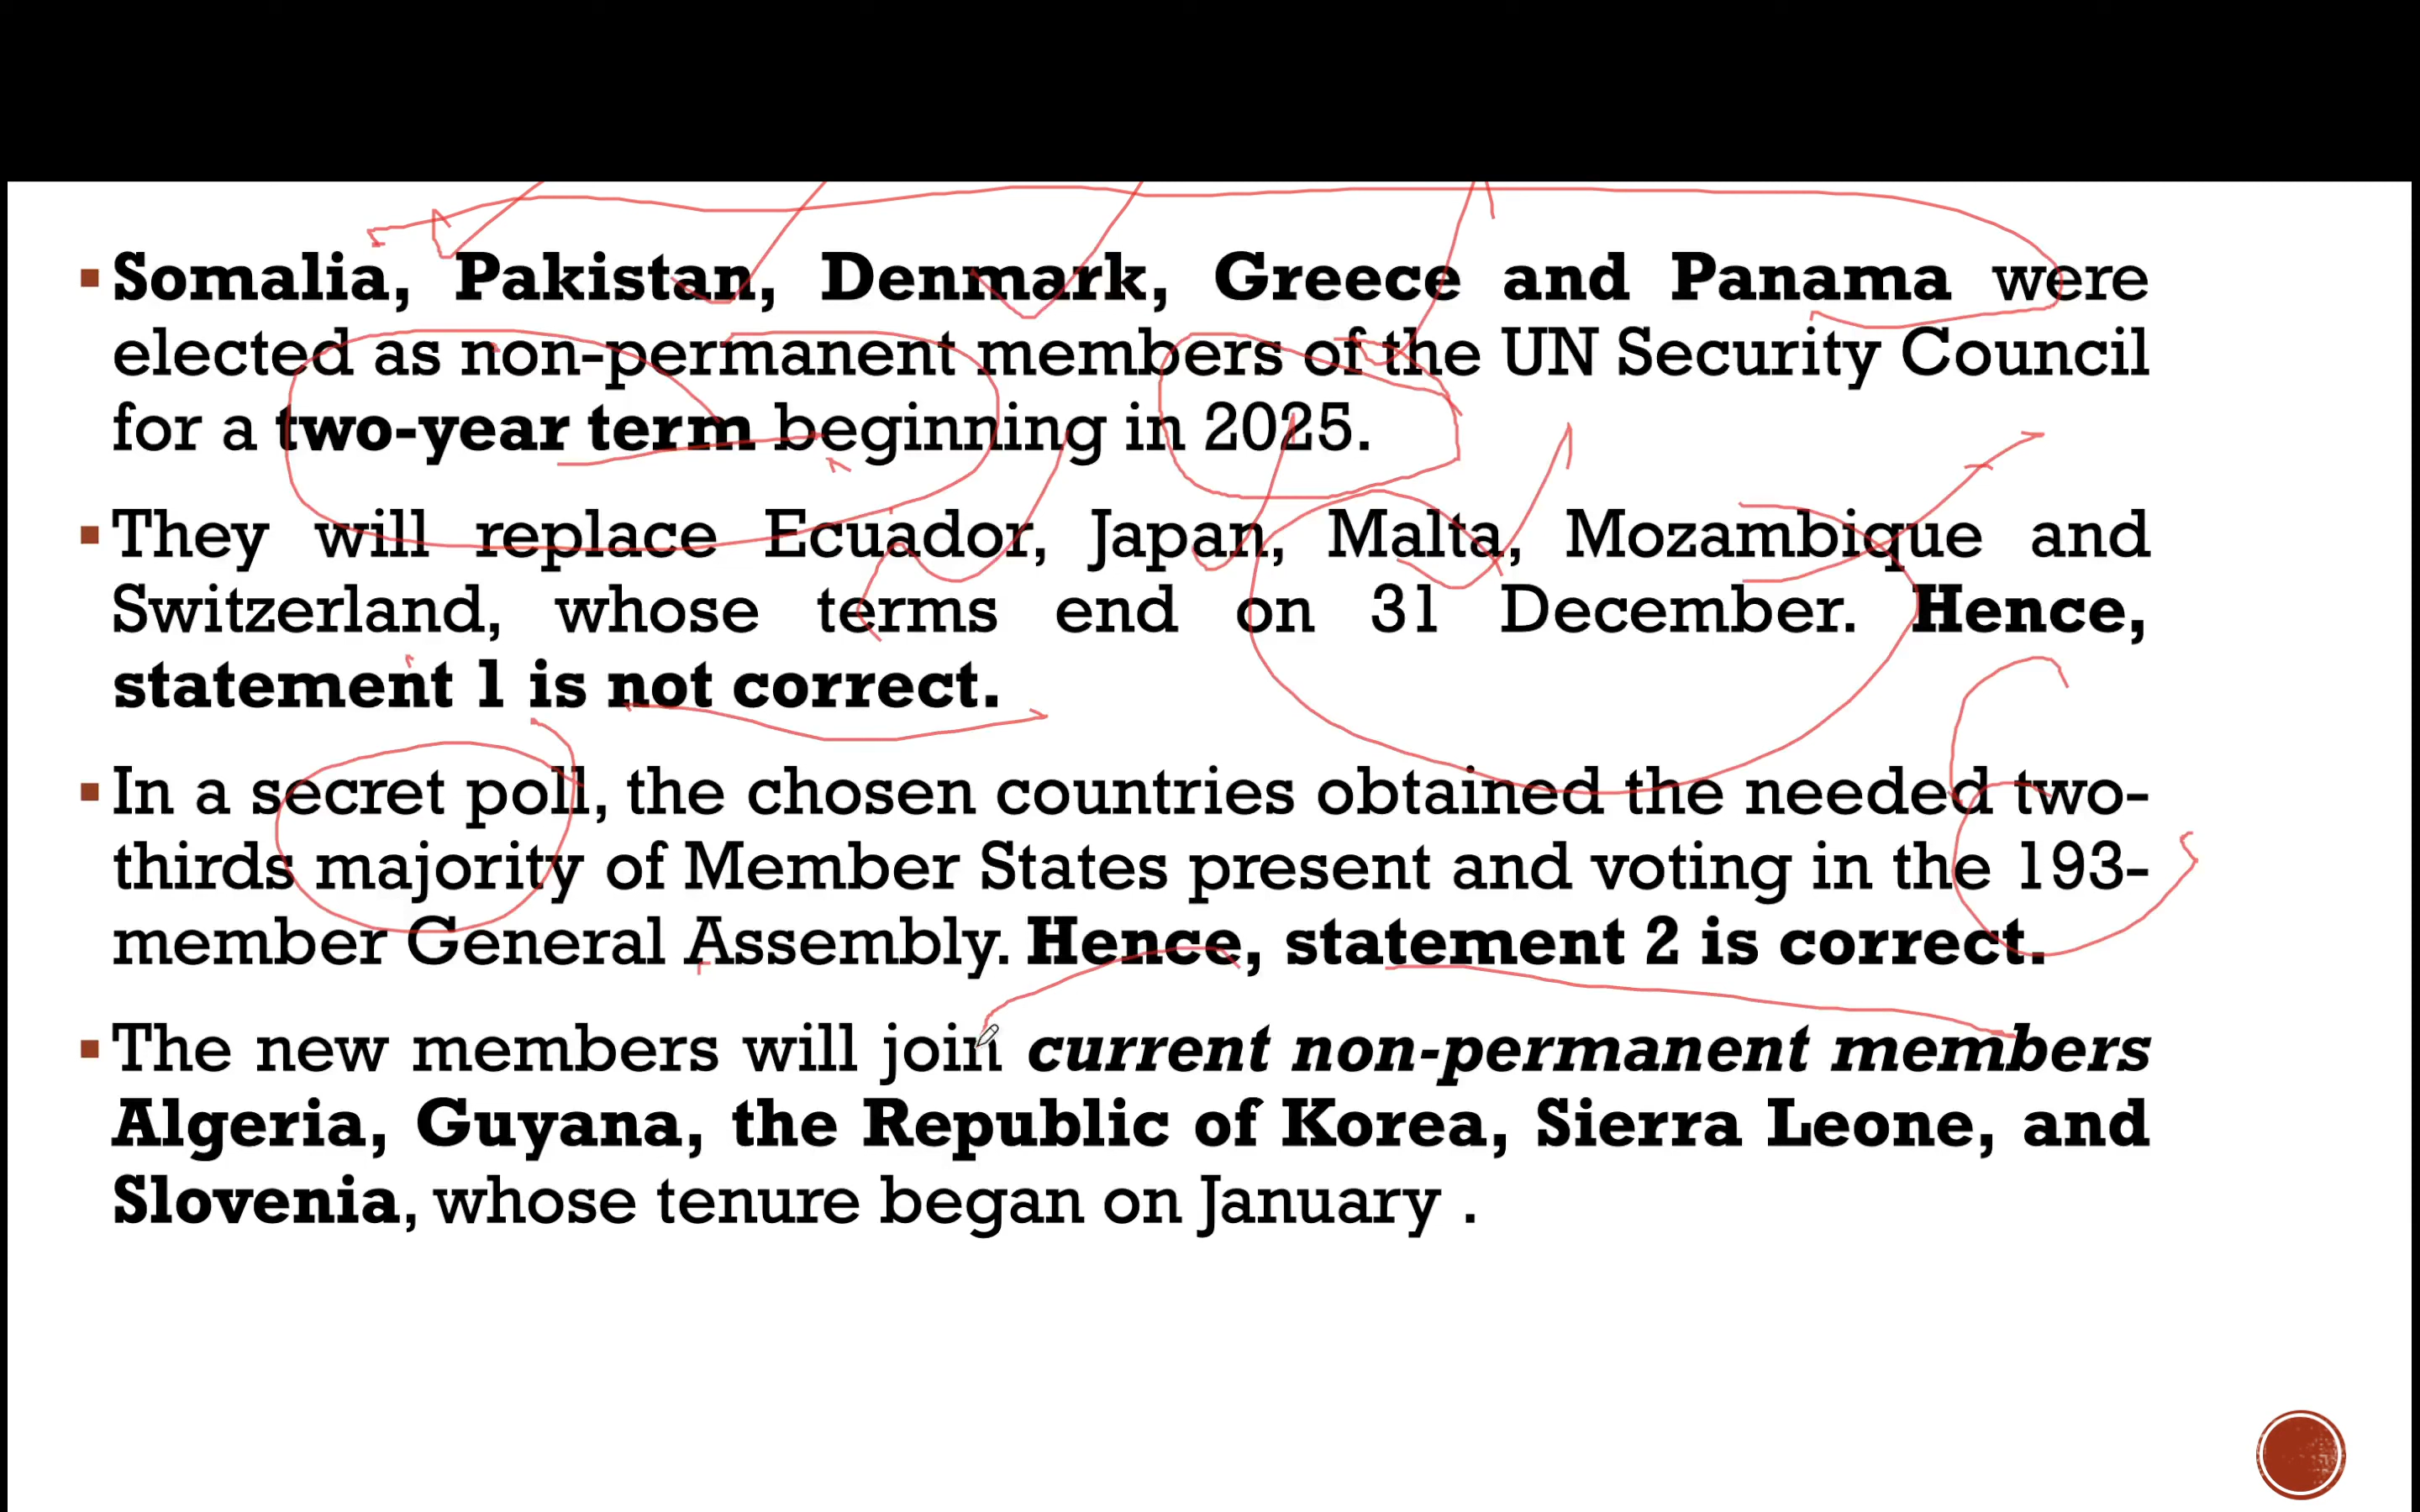 Somalia, Pakistan, Denmark, Greece and Panama were
elected as non-permanent members of the UN Security Council
for a two-year term beginning in 2025.
They will replace Ecuador, Japan, Malta, Mozambique and
Switzerland, whose terms end on 31 December. Hence,
statement 1 is not correct.
In a secret poll, the chosen countries obtained the needed two-
thirds majority of Member States present and voting in the 193-
member General Assembly. Hence, statement 2 is correct.
The new members will join current non-permanent members
Algeria, Guyana, the Republic of Korea, Sierra Leone, and
Slovenia, whose tenure began on January .